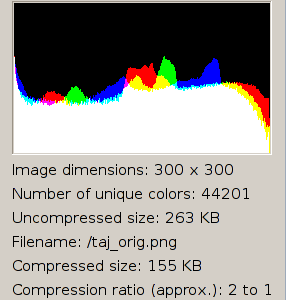 Image dimensions: 300 x 300
Number of unique colors: 44201
Uncompressed size: 263 KB
Filename: /taj_orig.png
Compressed size: 155 KB
Compression ratio (approx.): 2 to 1